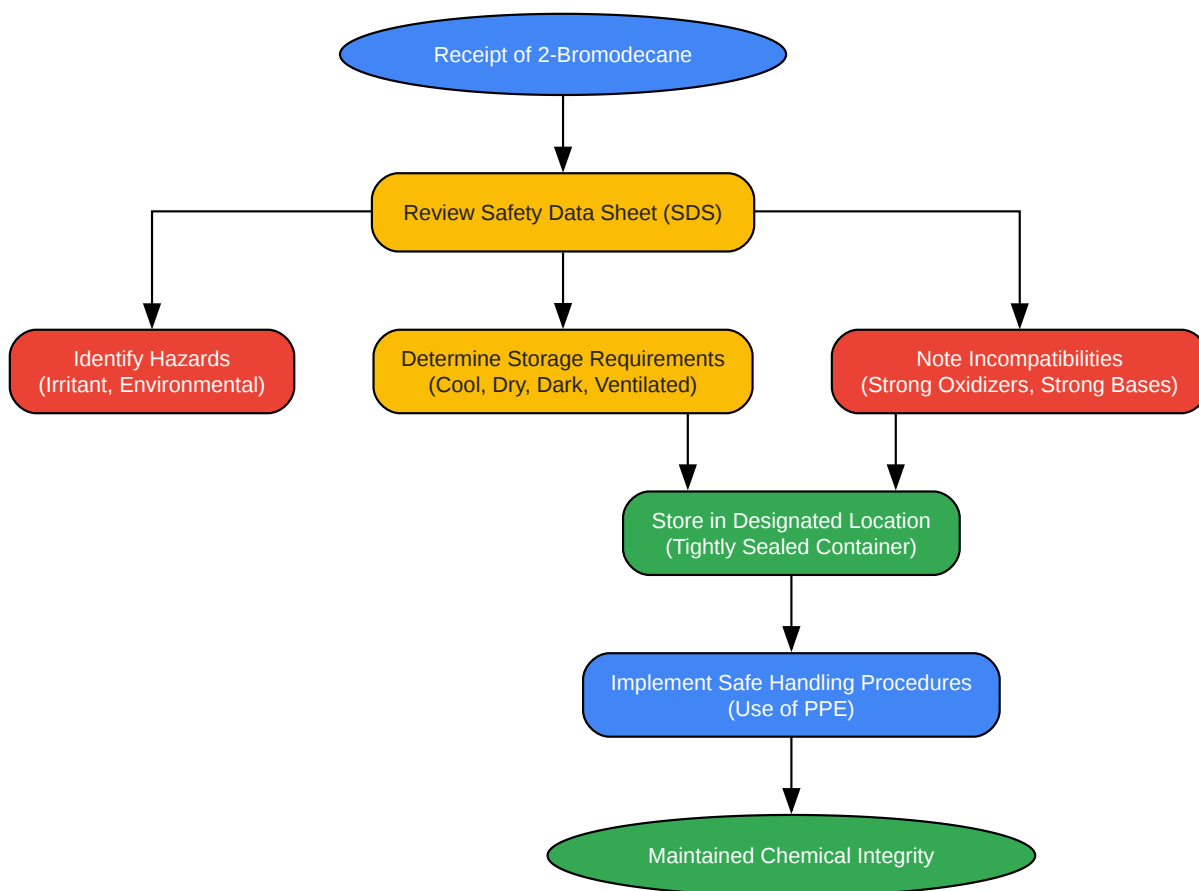 Receipt of 2-Bromodecane
Review Safety Data Sheet (SDS)
Identify Hazards
(Irritant, Environmental)
Determine Storage Requirements
(Cool, Dry, Dark, Ventilated)
Note Incompatibilities
(Strong Oxidizers, Strong Bases)
Store in Designated Location
(Tightly Sealed Container)
Implement Safe Handling Procedures
(Use of PPE)
Maintained Chemical Integrity